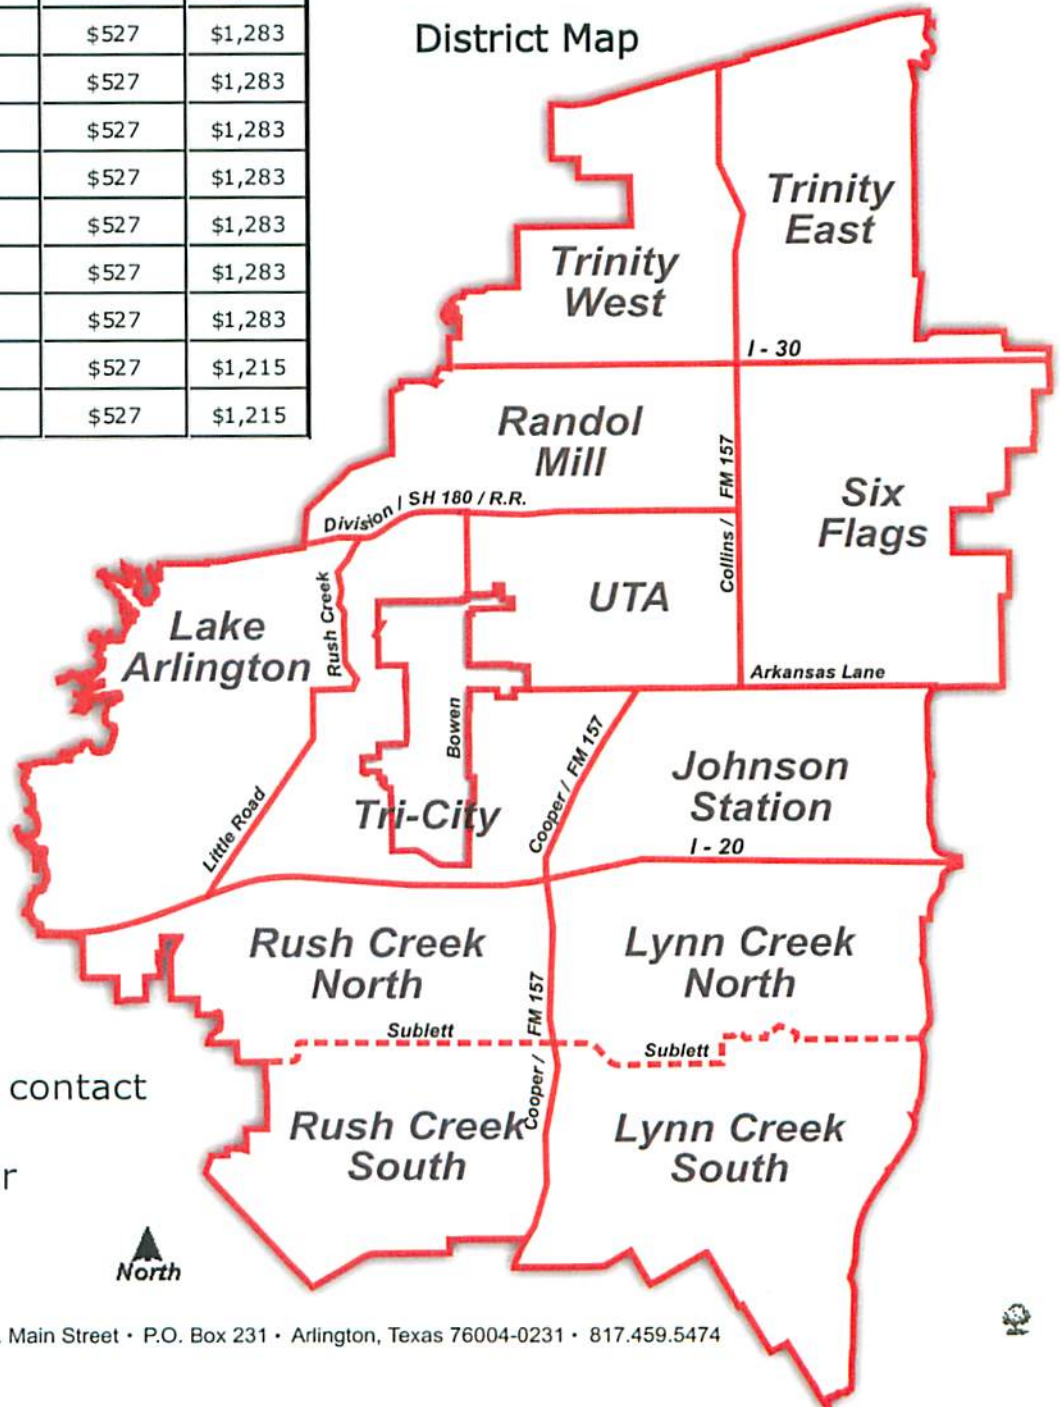 $527 $1,283
$527 $1,283
$527 $1,283
$527 $1,283
$527 $1,283
$527 $1,283
$527 $1,283
$527 $1,215
$527 $1,215
District Map
Trinity
East
Trinity
West
I - 30
Randol
Mill
Collins / FM 157
Six
Flags
Division / SH 180 / R.R.
UTA
Rush Creek
Lake
Arlington
Arkansas Lane
Bowen
Cooper / FM 157
Johnson
Station
Little Road
Tri-City
I - 20
Rush Creek
North
Lynn Creek
North
Cooper / FM 157
Sublett
Sublett
contact
r
Rush Creek
South
Lynn Creek
South
North
Main Street • P.O. Box 231 • Arlington, Texas 76004-0231 • 817.459.5474